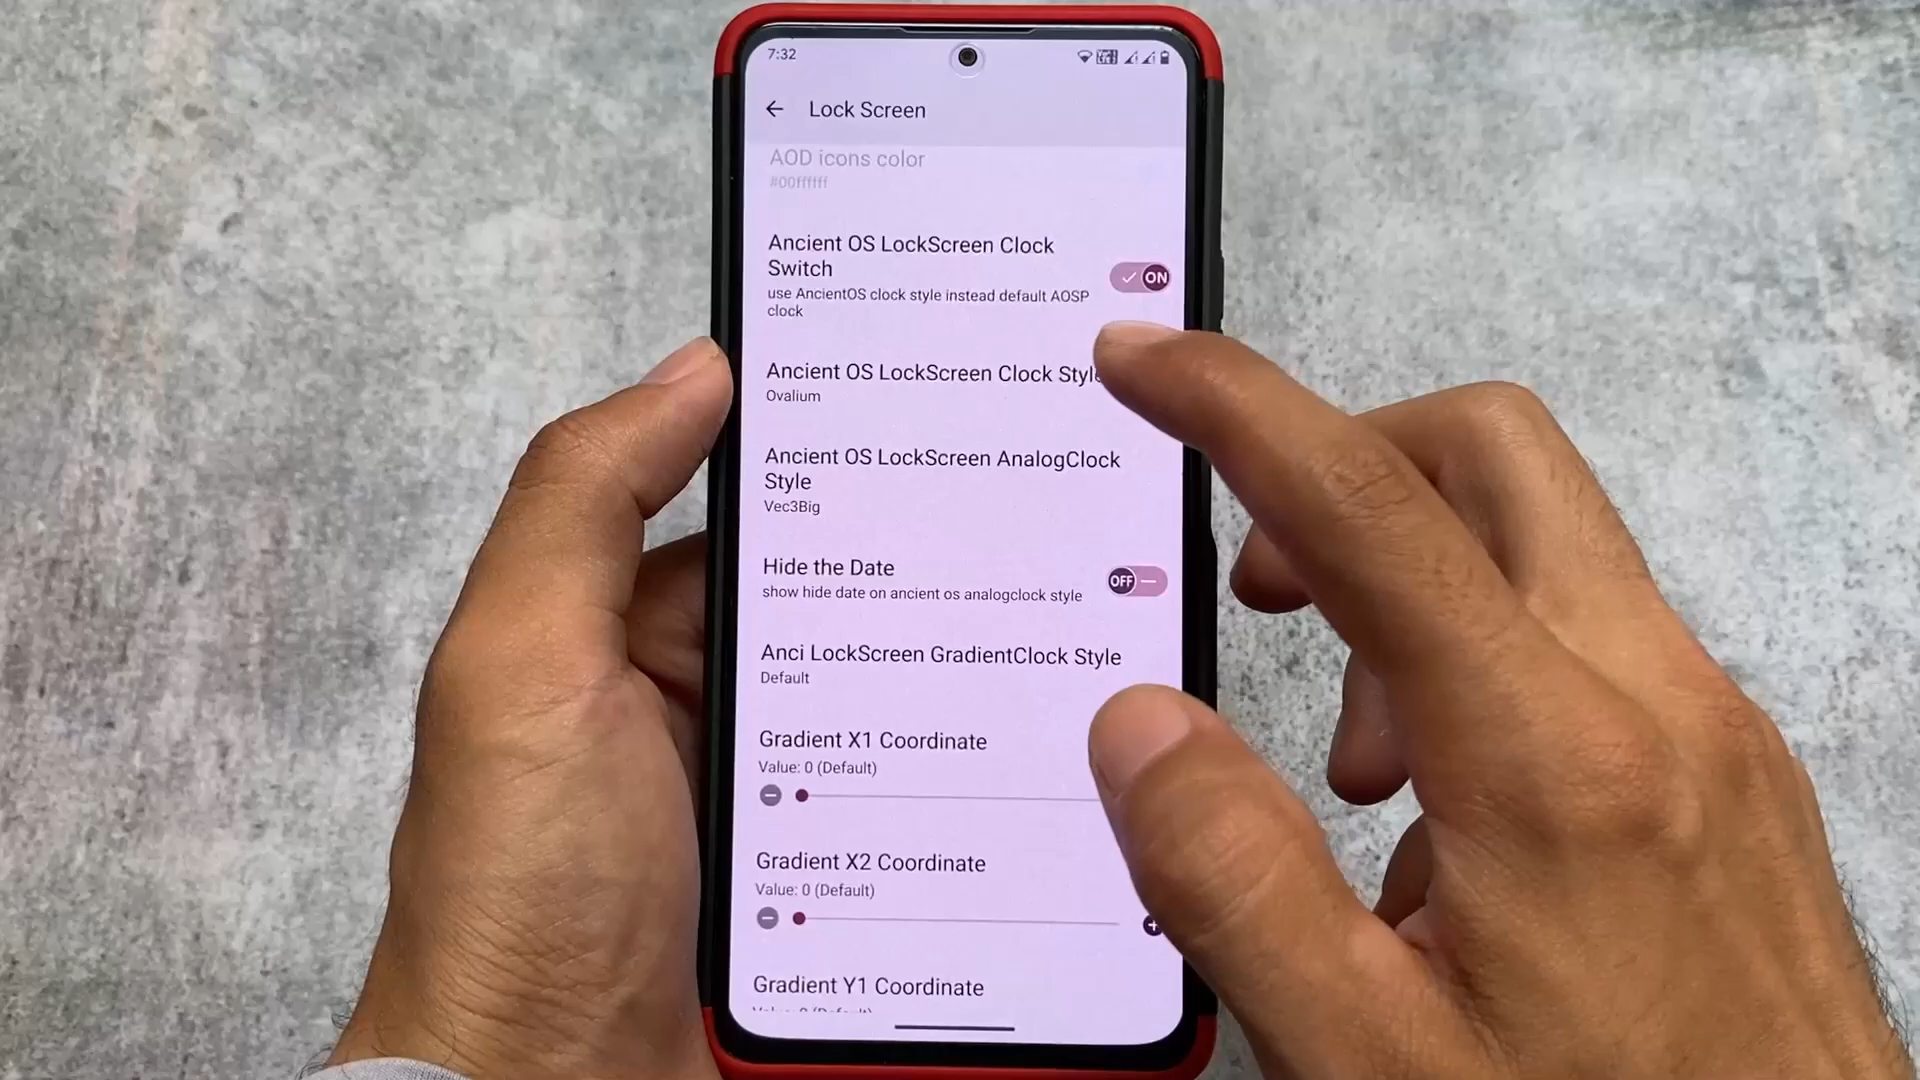 7:32
Lock Screen
AOD icons color
#00ffffff
Ancient OS LockScreen Clock
Switch
ON
use AncientOS clock style instead default AOSP
clock
Ancient OS LockScreen Clock Style
Ovalium
Ancient OS LockScreen AnalogClock
Style
Vec3Big
Hide the Date
OFF
show hide date on ancient os analogclock style
Anci LockScreen GradientClock Style
Default
Gradient X1 Coordinate
Value: 0 (Default)
Gradient X2 Coordinate
Value: 0 (Default)
Gradient Y1 Coordinate